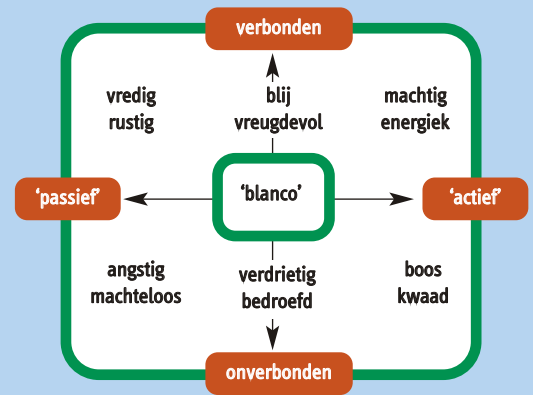 verbonden
vredig
rustig
blij
vreugdevol
machtig
energiek
‘passief’
‘blanco’
‘actief’
angstig
machteloos
verdrietig
bedroefd
boos
kwaad
onverbonden